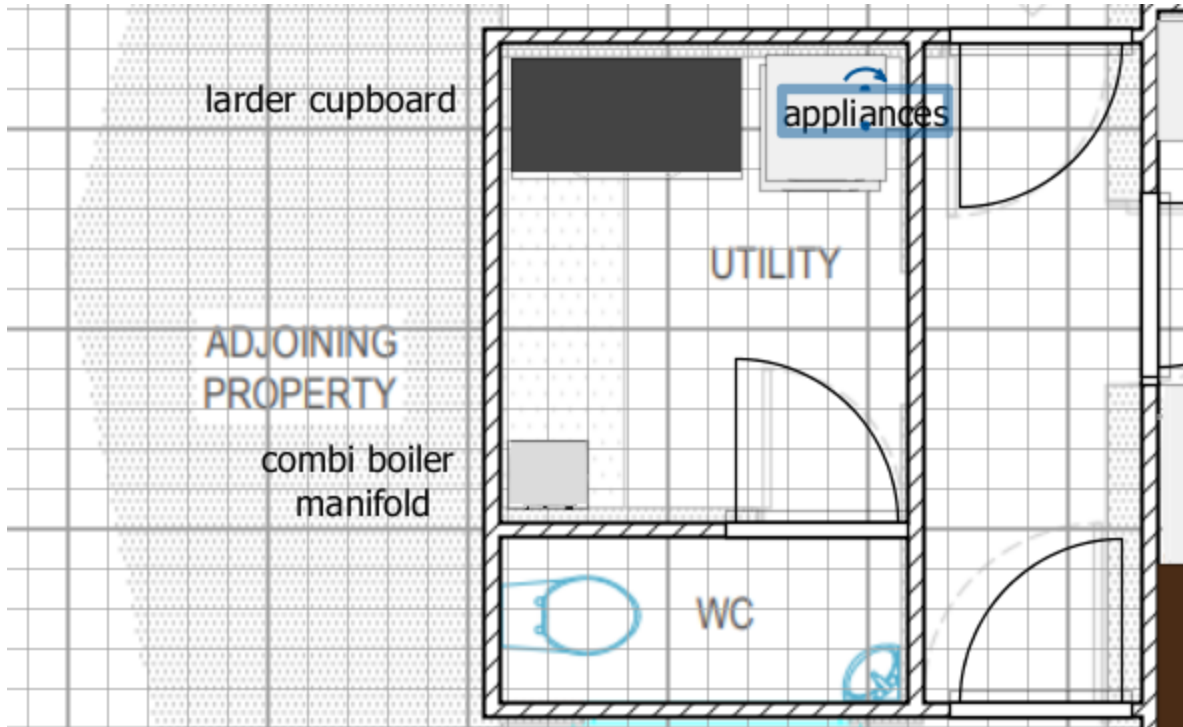 larder cupboard
appliances
UTILITY
ADJOINING
PROPERTY
combi boiler
manifold
WC